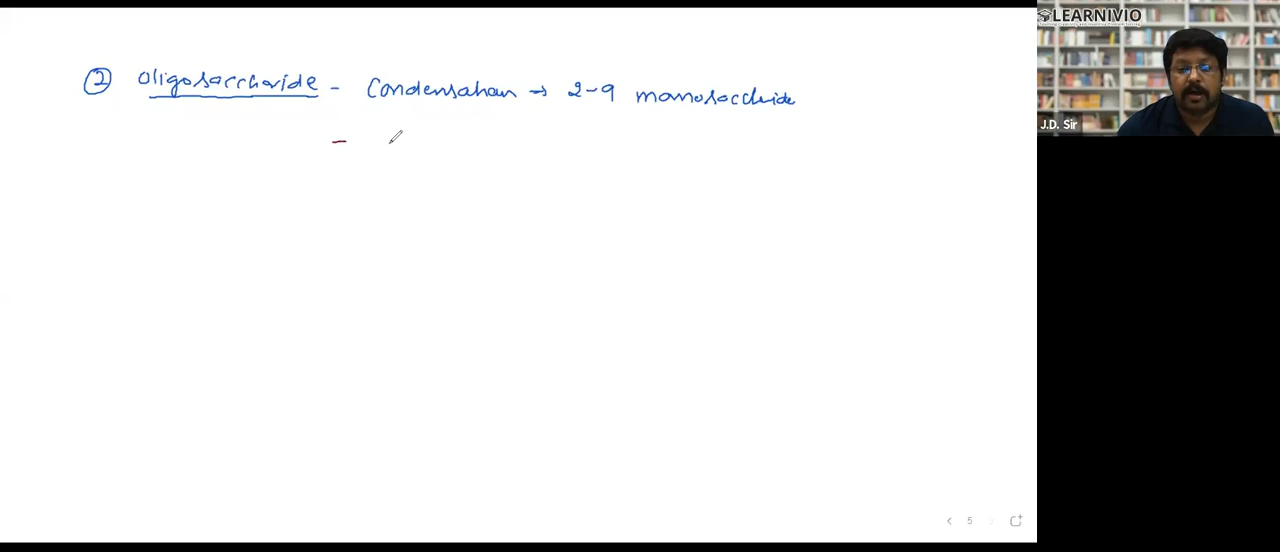 ② Oligosaccharide - Condensation → 2-9 monosaccharide
-
LEARNIVIO
J.D. Sir
5